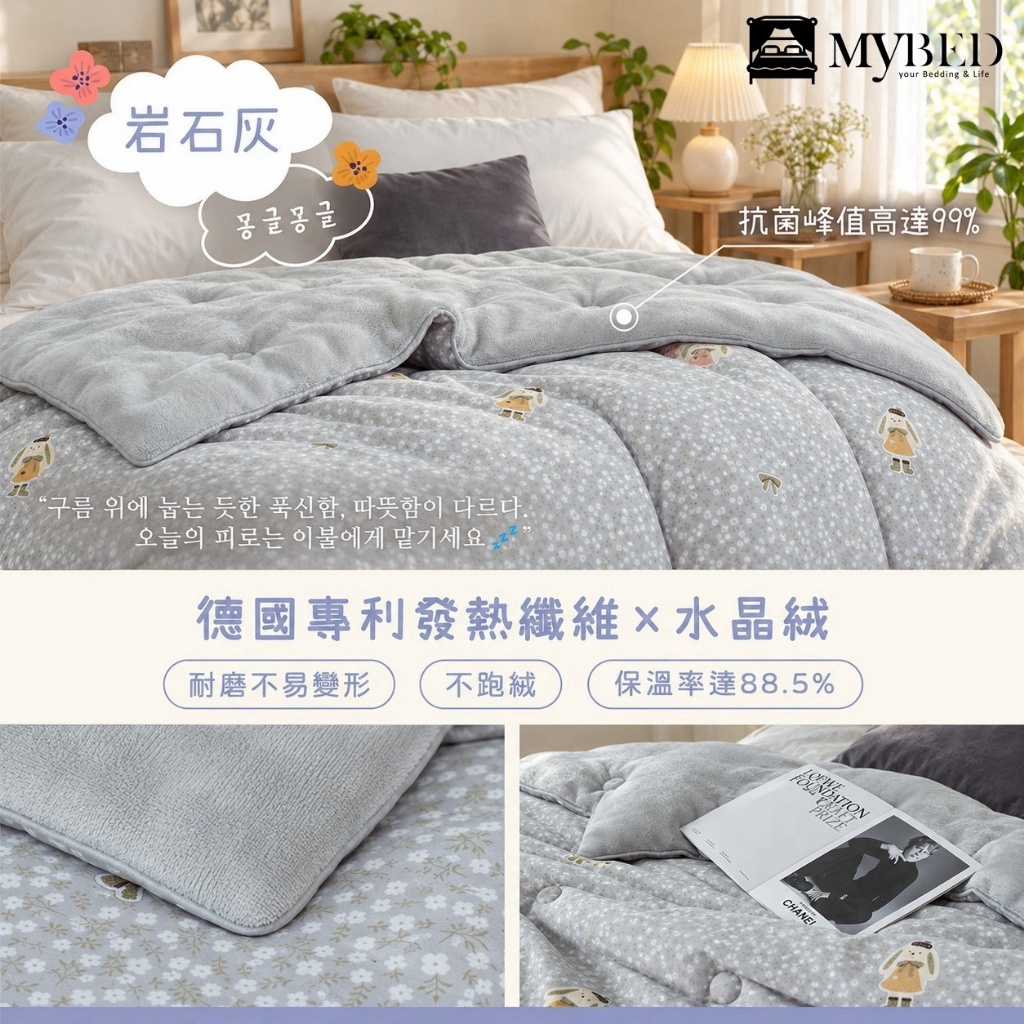 MYBED
your Bedding & Life
岩石灰
몽글몽글
抗菌峰值高達99%
“구름 위에 눕는 듯한 푹신함, 따뜻함이 다르다.
오늘의 피로는 이불에게 맡기세요 💤”
德國專利發熱纖維×水晶絨
耐磨不易變形
不跑絨
保溫率達88.5%
LOEWE
FOUNDATION
CRAFT
PRIZE
CHANEL